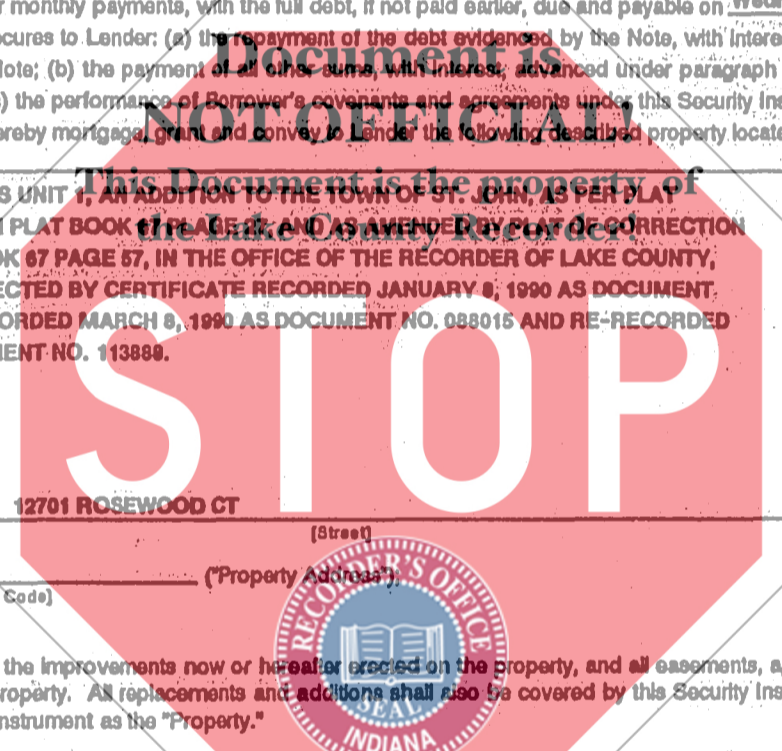 r monthly payments, with the full debt, if not paid earlier, due and payable on Wed
cures to Lender: (a) the repayment of the debt evidenced by the Note, with intere
Document is
lote; (b) the payment of all other sums, with interest, advanced under paragraph
) the performance of Borrower's covenants and agreements under this Security Ins
NOT OFFICIAL!
ereby mortgage, grant and convey to Lender the following described property locat
This Document is the property of
S UNIT 1, AN ADDITION TO THE TOWN OF ST. JOHN, AS PER PLAT
the Lake County Recorder!
PLAT BOOK PAGE AND AS AMENDED BY PLAT OF CORRECTION
OK 67 PAGE 57, IN THE OFFICE OF THE RECORDER OF LAKE COUNTY,
ECTED BY CERTIFICATE RECORDED JANUARY 8, 1990 AS DOCUMENT
ORDED MARCH 8, 1990 AS DOCUMENT NO. 088015 AND RE-RECORDED
MENT NO. 113889.
STOP
12701 ROSEWOOD CT
[Street]
("Property Address");
Code]
RECORDER'S OFFICE
the improvements now or hereafter erected on the property, and all easements, a
roperty. All replacements and additions shall also be covered by this Security Ins
SEAL
nstrument as the "Property."
INDIANA